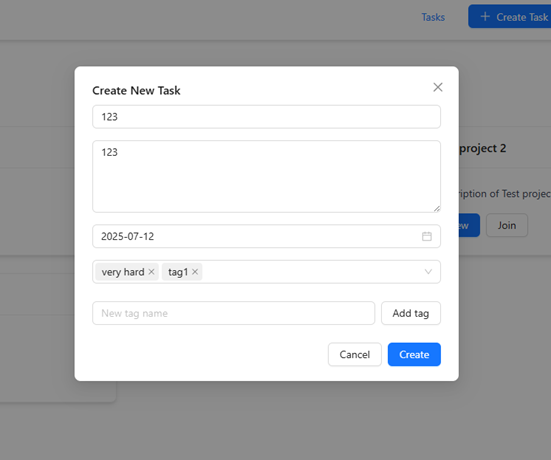 Tasks
+ Create Task
Create New Task
123
123
project 2
2025-07-12
ription of Test projec
very hard × tag1 ×
ew
Join
New tag name
Add tag
Cancel
Create